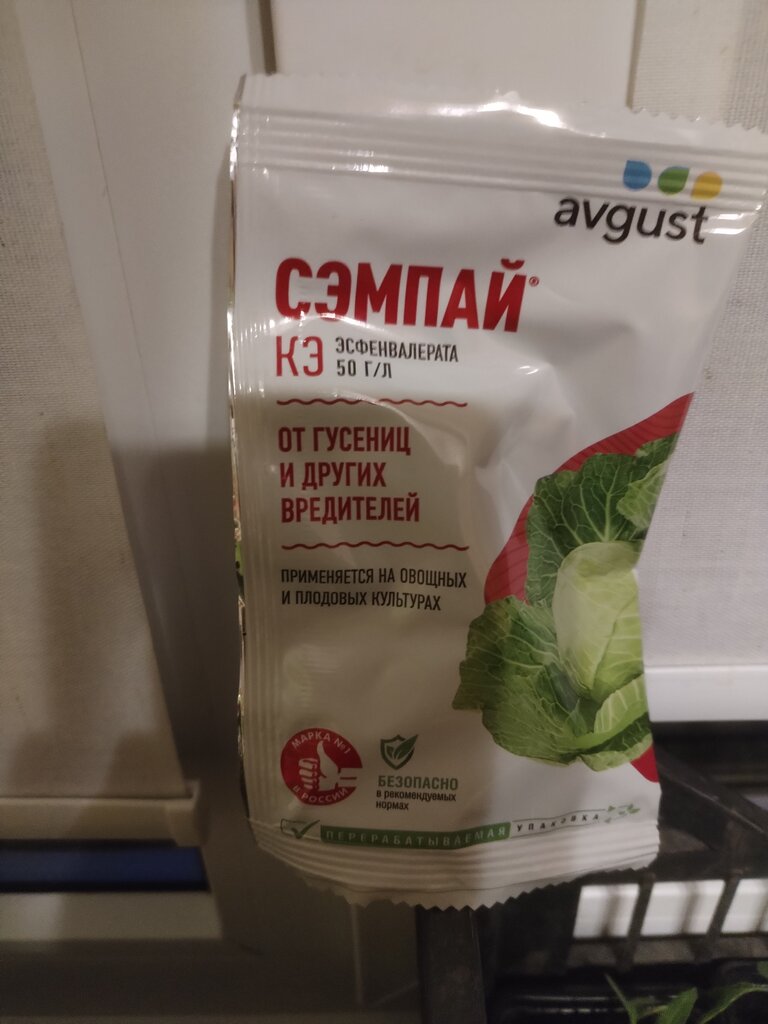 avgust
СЭМПАЙ®
КЭ ЭСФЕНВАЛЕРАТА
50 Г/Л
ОТ ГУСЕНИЦ
И ДРУГИХ
ВРЕДИТЕЛЕЙ
ПРИМЕНЯЕТСЯ НА ОВОЩНЫХ
И ПЛОДОВЫХ КУЛЬТУРАХ
МАРКА №1
В РОССИИ
БЕЗОПАСНО
в рекомендуемых
нормах
ПЕРЕРАБАТЫВАЕМАЯ УПАКОВКА